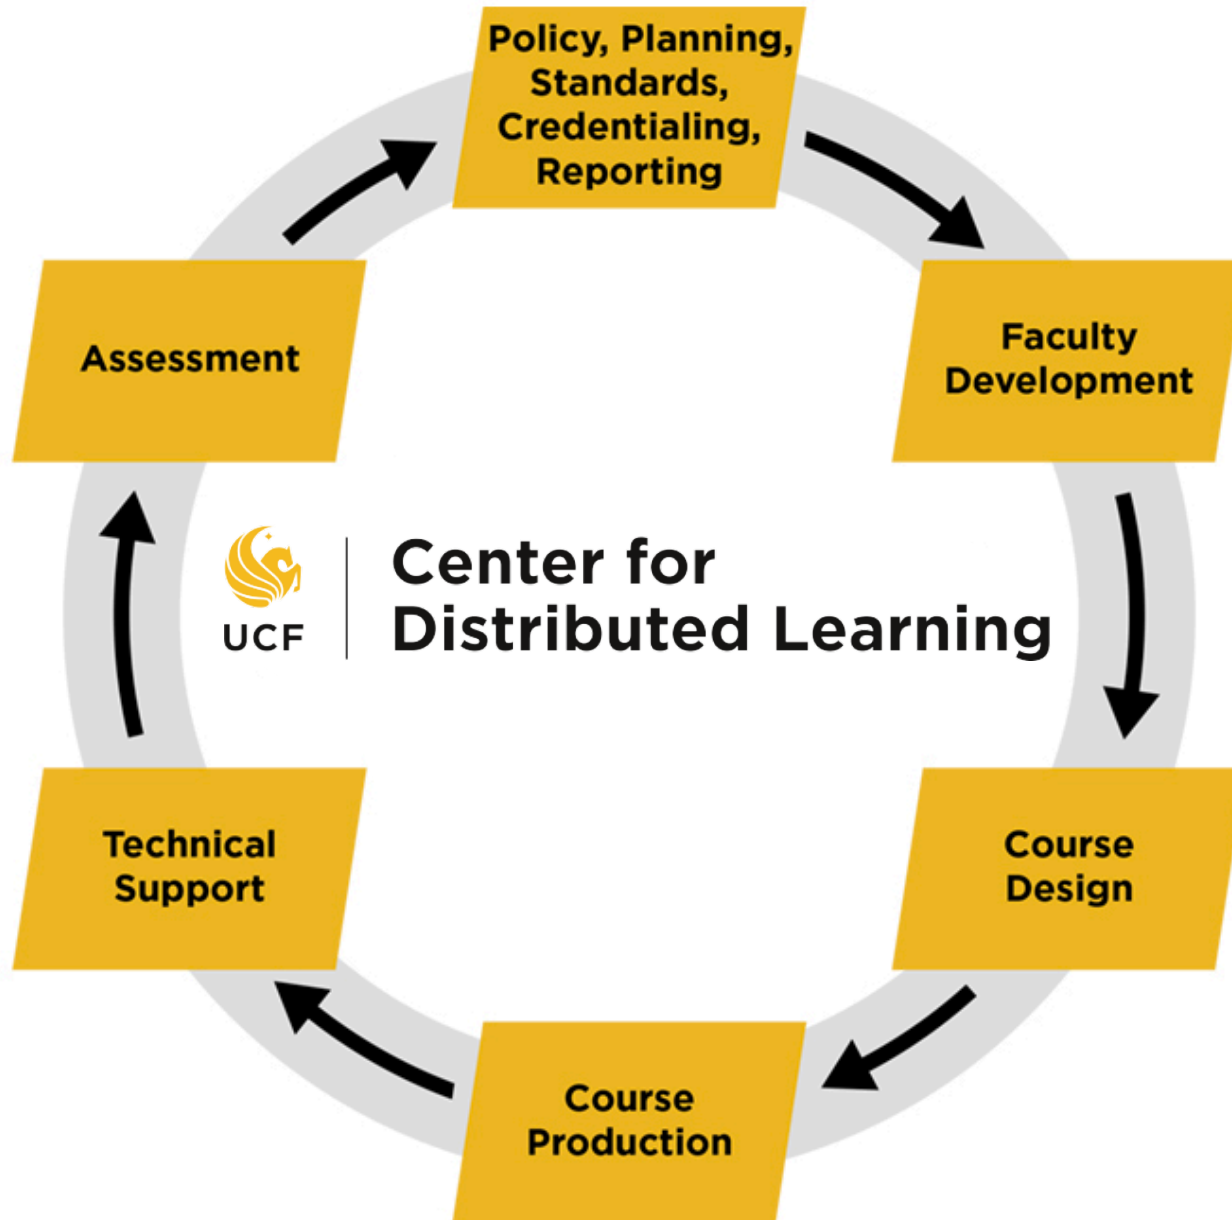 Policy, Planning,
Standards,
Credentialing,
Reporting
Faculty
Development
Course
Design
Course
Production
Technical
Support
Assessment
UCF
Center for
Distributed Learning